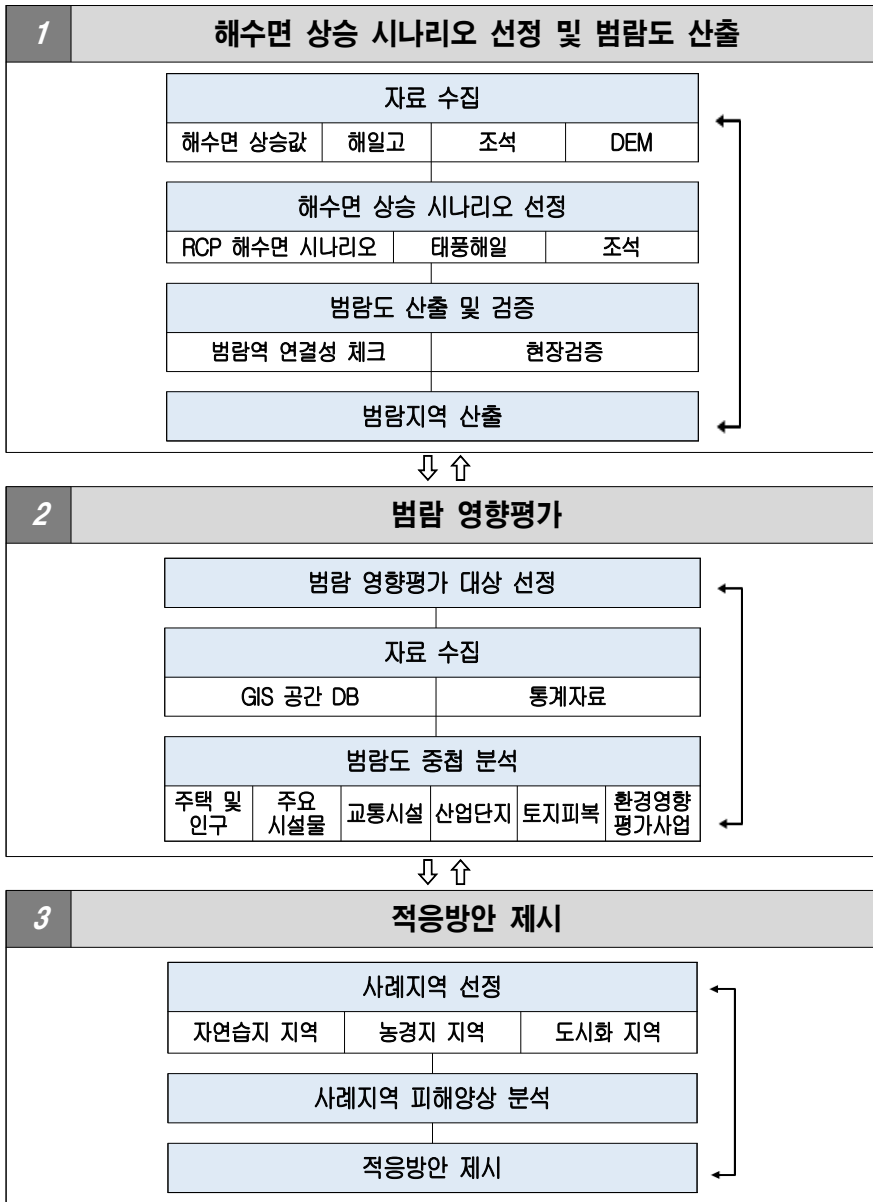 1 해수면 상승 시나리오 선정 및 범람도 산출
자료 수집
해수면 상승값 해일고 조석 DEM
해수면 상승 시나리오 선정
RCP 해수면 시나리오 태풍해일 조석
범람도 산출 및 검증
범람역 연결성 체크 현장검증
범람지역 산출
2 범람 영향평가
범람 영향평가 대상 선정
자료 수집
GIS 공간 DB 통계자료
범람도 중첩 분석
주택 및
인구
주요
시설물
교통시설
산업단지
토지피복
환경영향
평가사업
3 적응방안 제시
사례지역 선정
자연습지 지역 농경지 지역 도시화 지역
사례지역 피해양상 분석
적응방안 제시